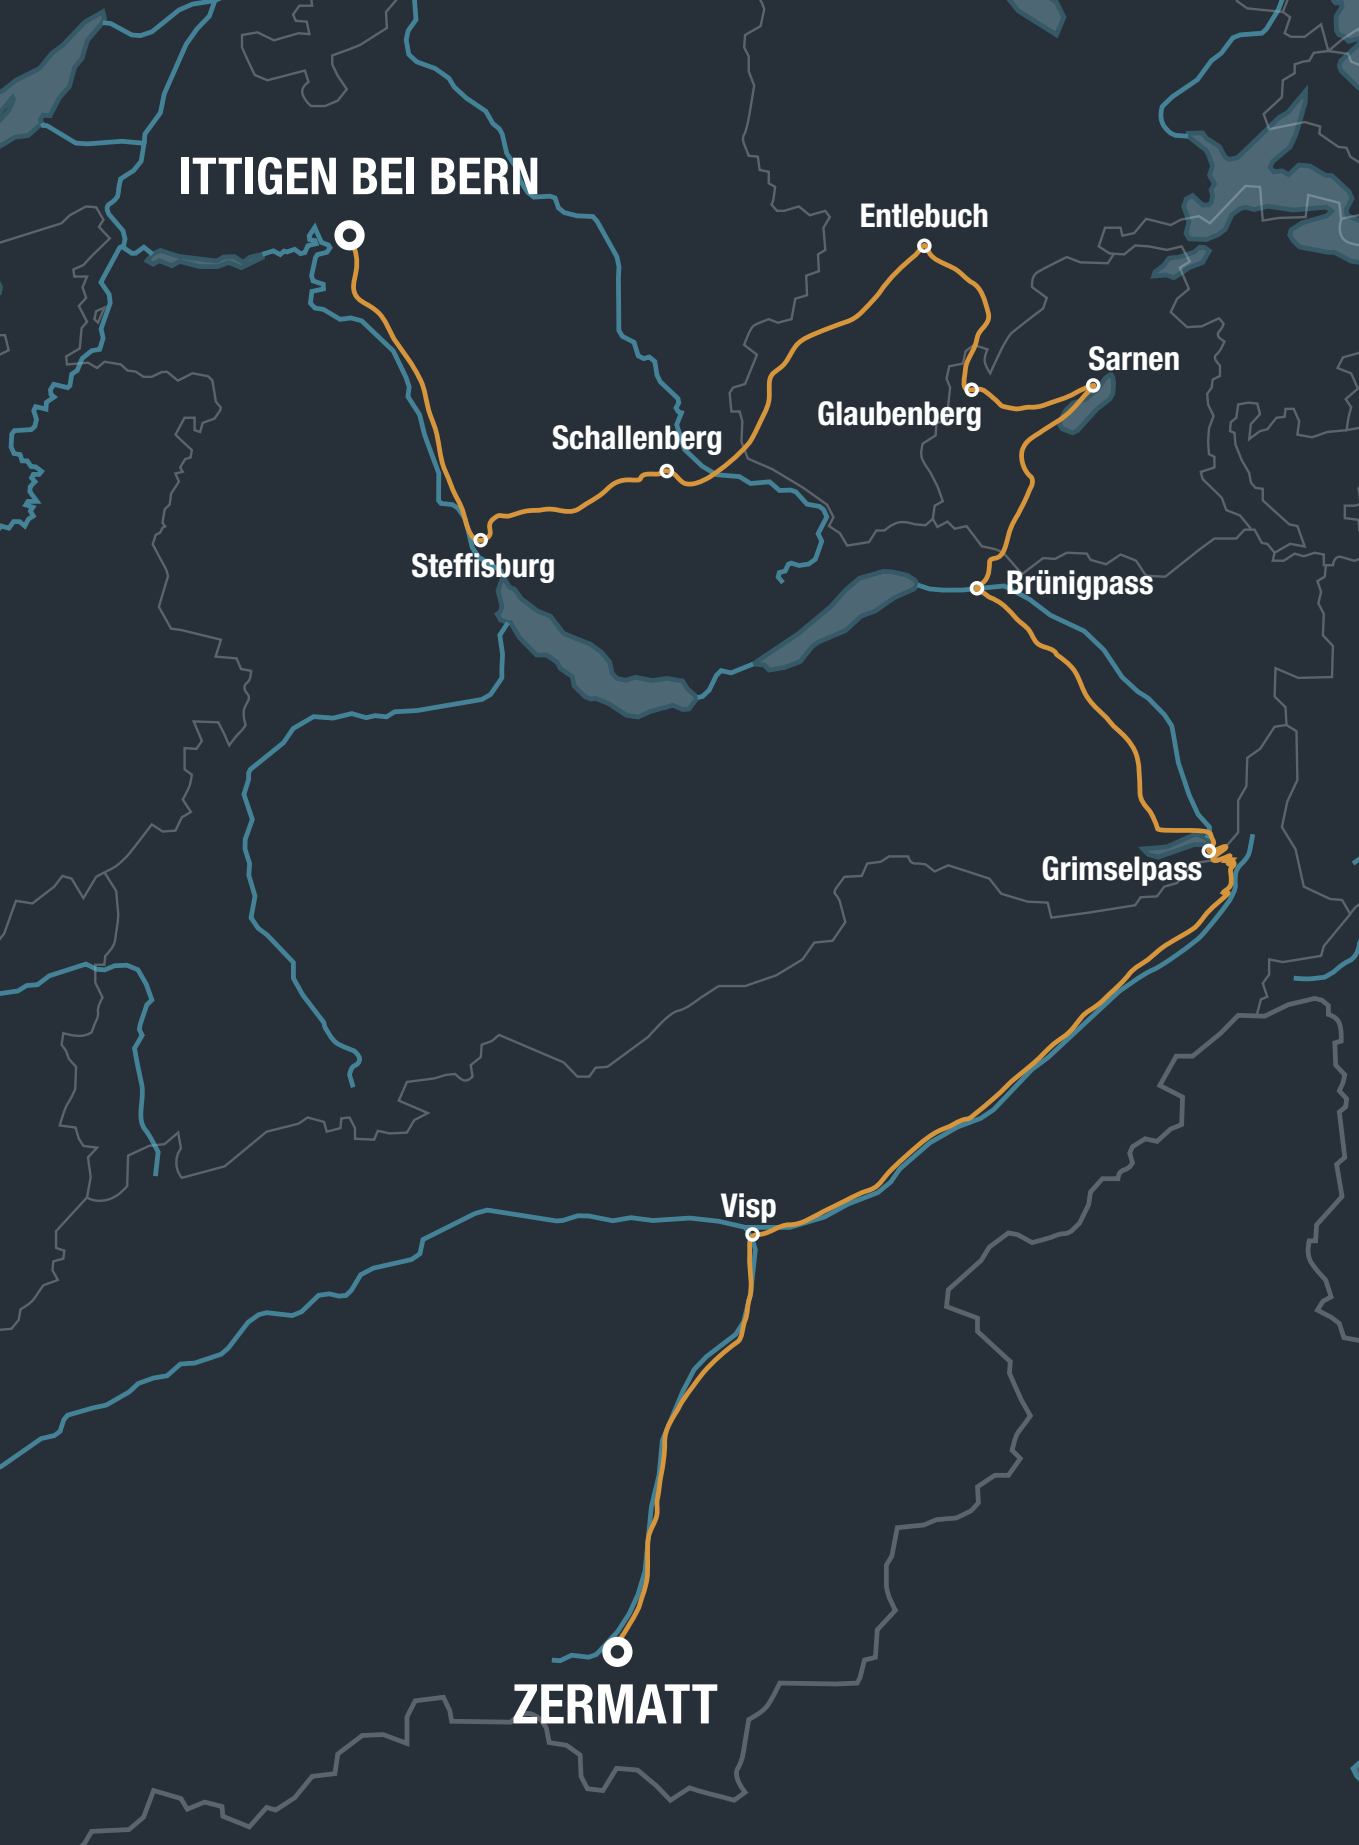 ITTIGEN BEI BERN
Entlebuch
Sarnen
Glaubenberg
Schallenberg
Steffisburg
Brünigpass
Grimselpass
Visp
ZERMATT